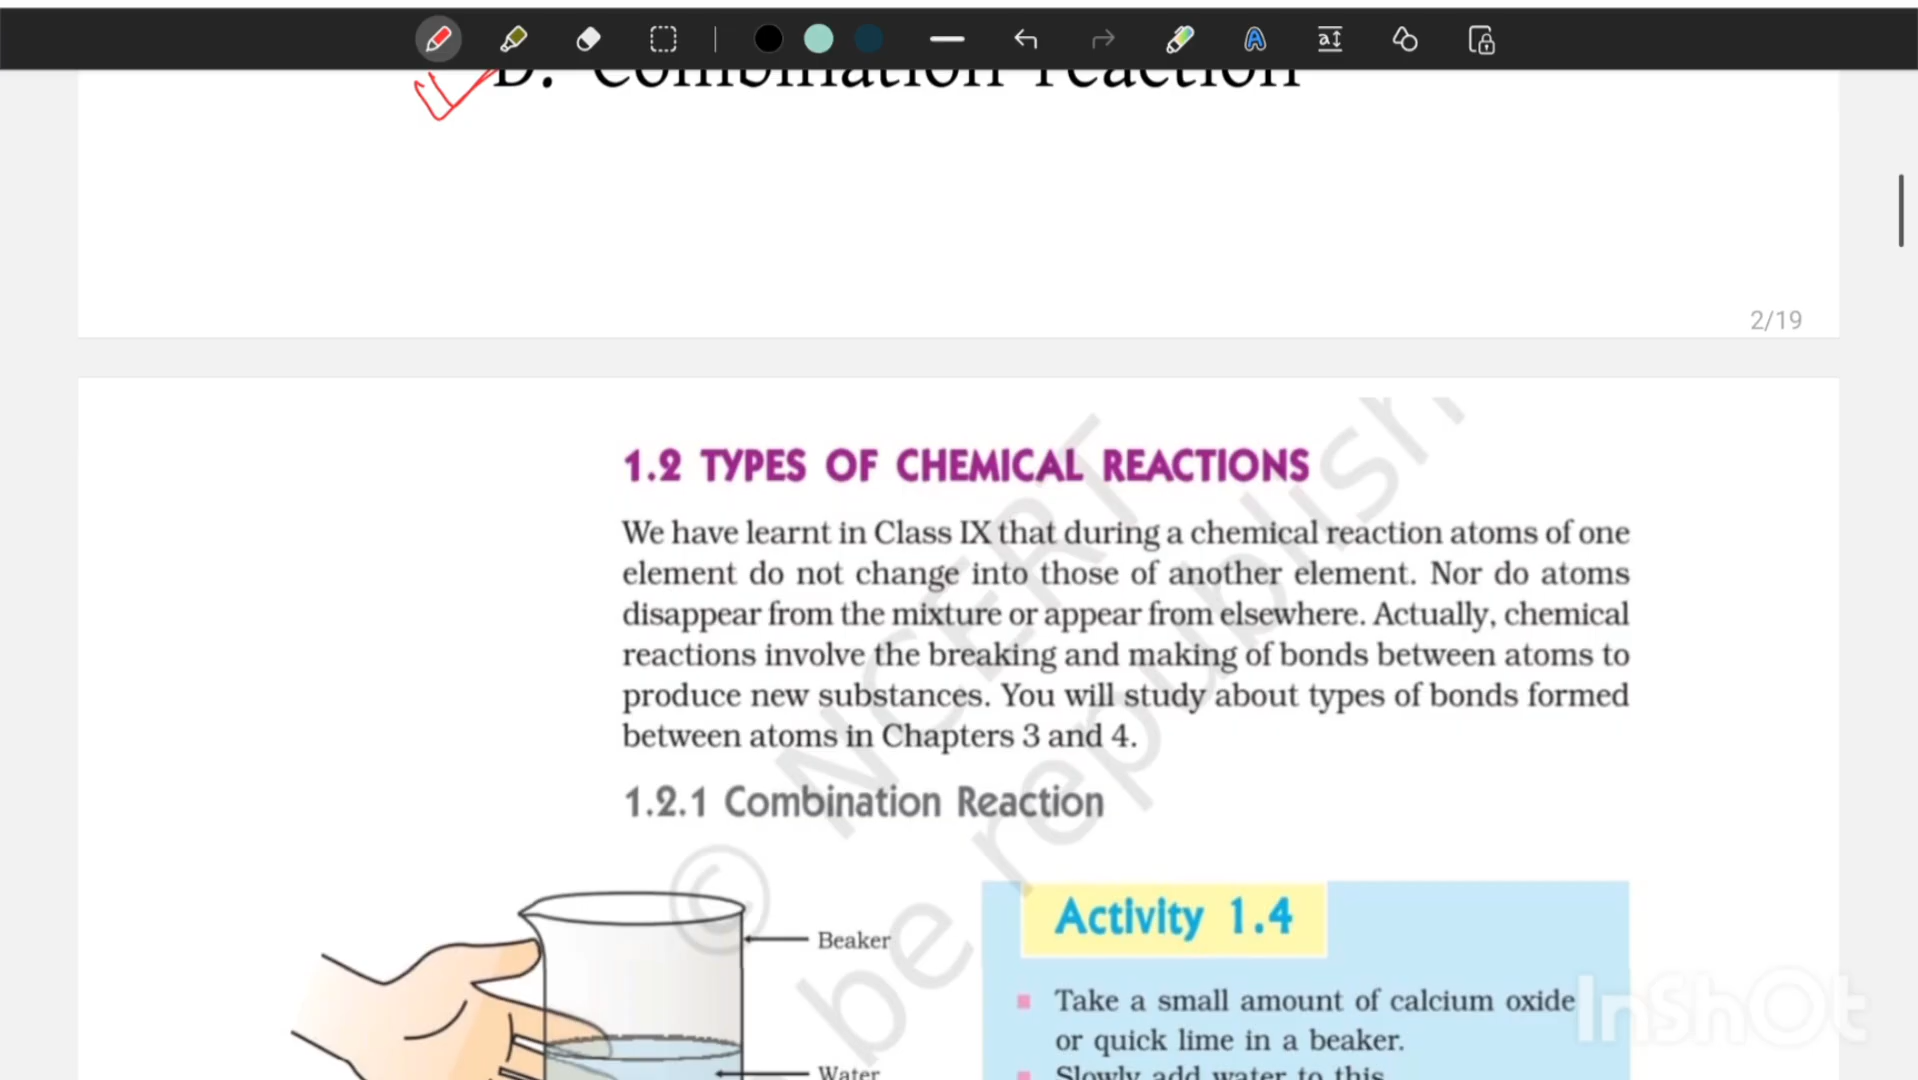 D. Combination reaction
2/19
1.2 TYPES OF CHEMICAL REACTIONS
We have learnt in Class IX that during a chemical reaction atoms of one
element do not change into those of another element. Nor do atoms
disappear from the mixture or appear from elsewhere. Actually, chemical
reactions involve the breaking and making of bonds between atoms to
produce new substances. You will study about types of bonds formed
between atoms in Chapters 3 and 4.
1.2.1 Combination Reaction
Beaker
Water
Activity 1.4
Take a small amount of calcium oxide
or quick lime in a beaker.
Slowly add water to this.
© NCERT
be republish
InShOt